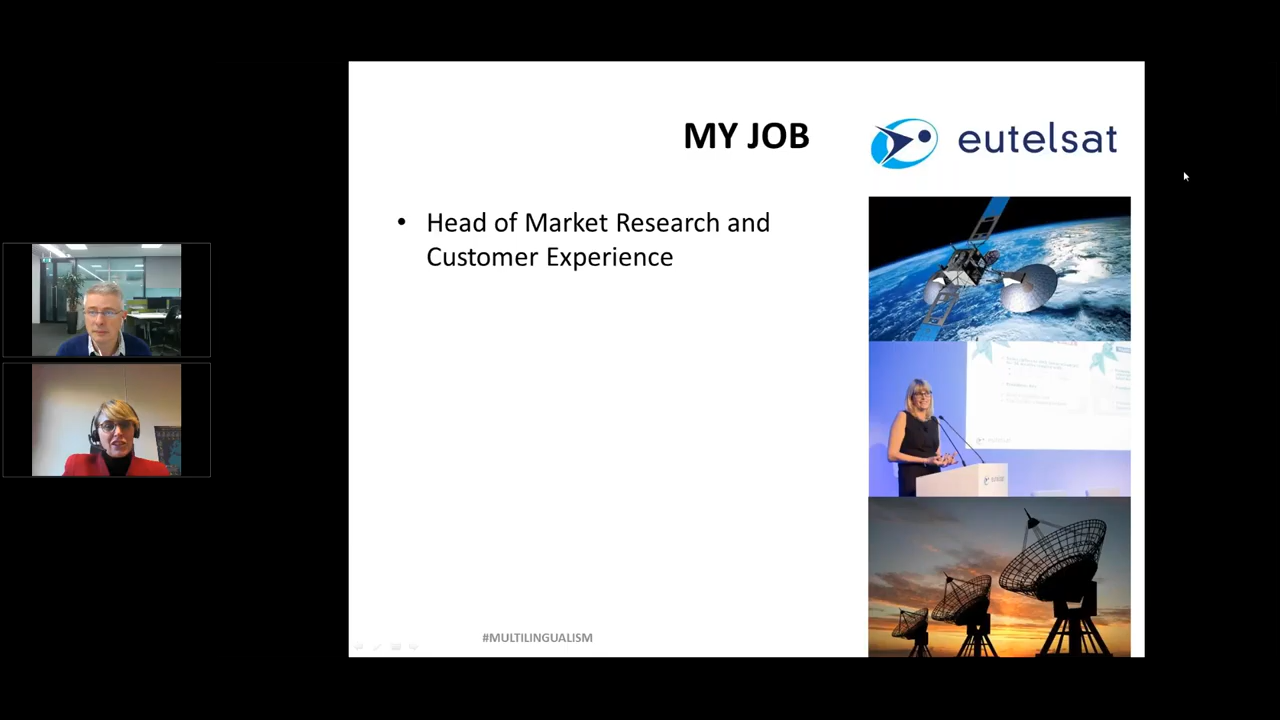 MY JOB
eutelsat
• Head of Market Research and
Customer Experience
#MULTILINGUALISM